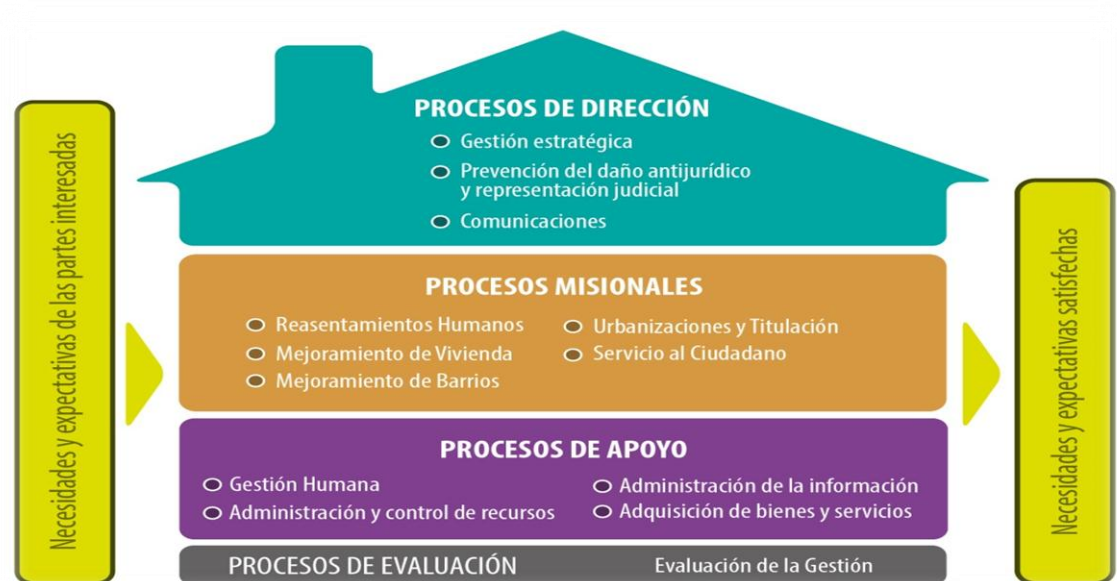 Necesidades y expectativas de las partes interesadas
PROCESOS DE DIRECCIÓN
Gestión estratégica
Prevención del daño antijurídico
y representación judicial
Comunicaciones
PROCESOS MISIONALES
Reasentamientos Humanos
Mejoramiento de Vivienda
Mejoramiento de Barrios
Urbanizaciones y Titulación
Servicio al Ciudadano
PROCESOS DE APOYO
Gestión Humana
Administración y control de recursos
Administración de la información
Adquisición de bienes y servicios
PROCESOS DE EVALUACIÓN
Evaluación de la Gestión
Necesidades y expectativas satisfechas